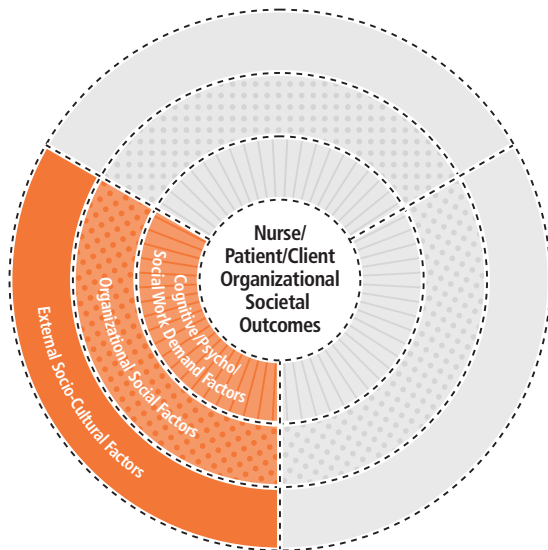 Nurse/
Patient/Client
Organizational
Societal
Outcomes
Cognitive/Psycho/
Social Work Demand Factors
Organizational Social Factors
External Socio-Cultural Factors